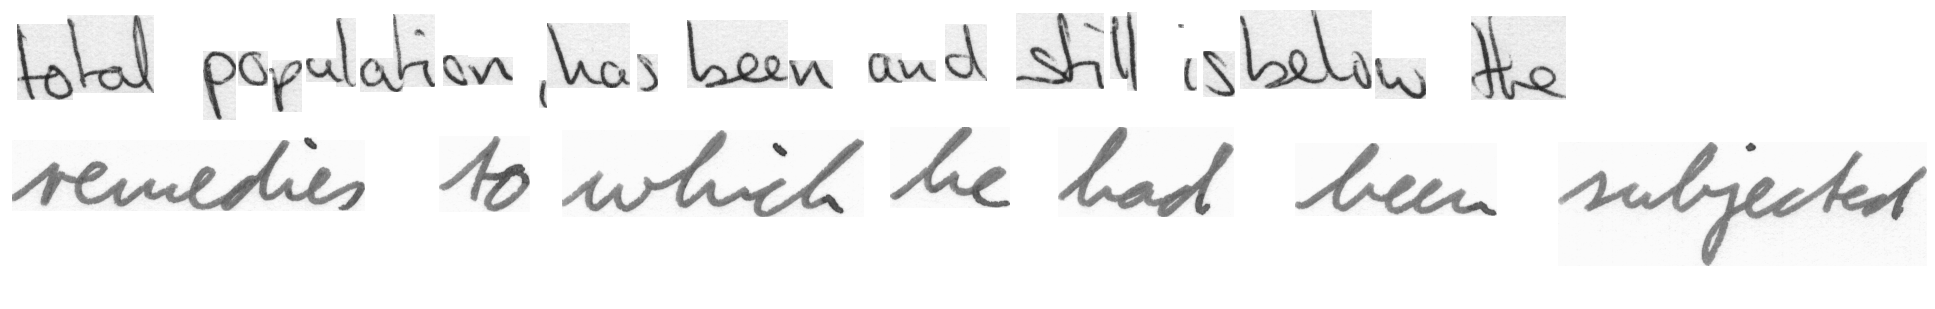 total population , has been and still is below the
remedies to which he had been subjected